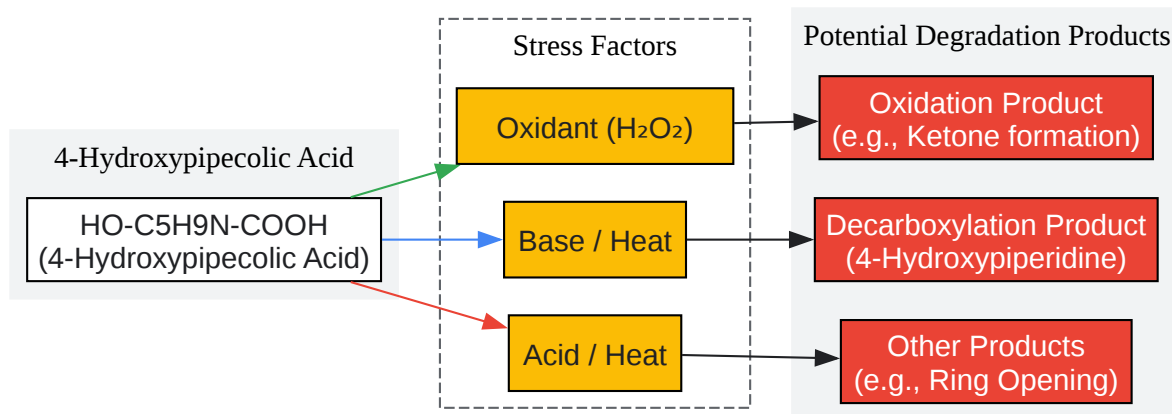 4-Hydroxypipecolic Acid
HO-C5H9N-COOH
(4-Hydroxypipecolic Acid)
Stress Factors
Oxidant (H₂O₂)
Base / Heat
Acid / Heat
Potential Degradation Products
Oxidation Product
(e.g., Ketone formation)
Decarboxylation Product
(4-Hydroxypiperidine)
Other Products
(e.g., Ring Opening)